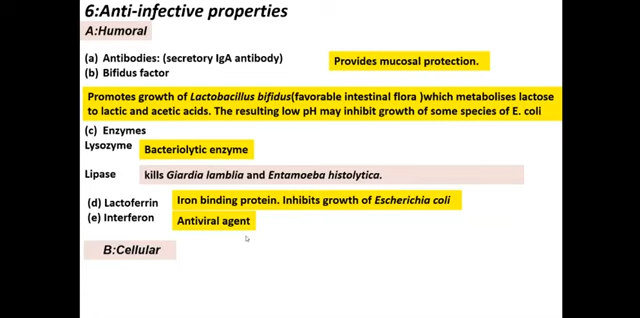 6:Anti-infective properties
A:Humoral
(a) Antibodies: (secretory IgA antibody) Provides mucosal protection.
(b) Bifidus factor
Promotes growth of Lactobacillus bifidus(favorable intestinal flora )which metabolises lactose
to lactic and acetic acids. The resulting low pH may inhibit growth of some species of E. coli
(c) Enzymes
Lysozyme Bacteriolytic enzyme
Lipase kills Giardia lamblia and Entamoeba histolytica.
(d) Lactoferrin Iron binding protein. Inhibits growth of Escherichia coli
(e) Interferon Antiviral agent
B:Cellular